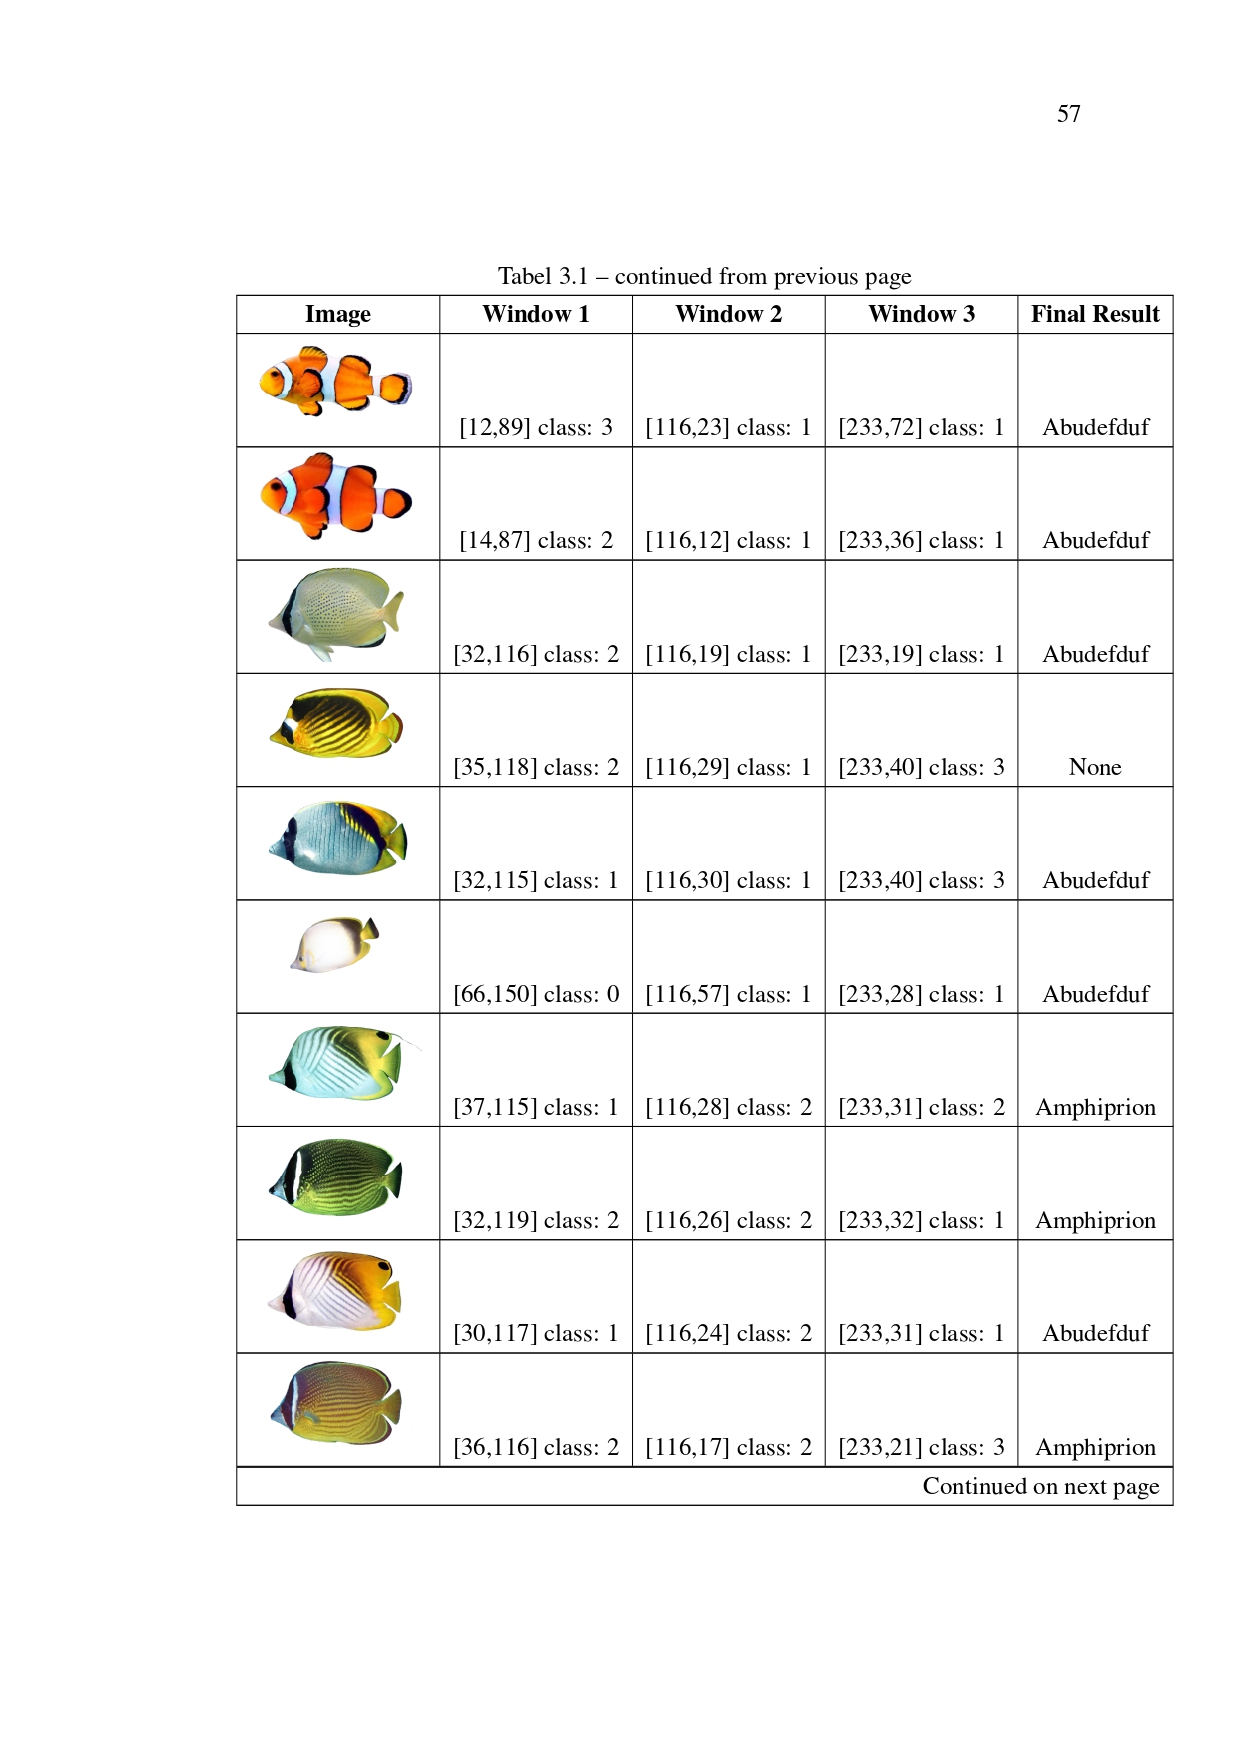 57
Tabel 3.1 – continued from previous page
Image Window 1 Window 2 Window 3 Final Result
[12,89] class: 3 [116,23] class: 1 [233,72] class: 1 Abudefduf
[14,87] class: 2 [116,12] class: 1 [233,36] class: 1 Abudefduf
[32,116] class: 2 [116,19] class: 1 [233,19] class: 1 Abudefduf
[35,118] class: 2 [116,29] class: 1 [233,40] class: 3 None
[32,115] class: 1 [116,30] class: 1 [233,40] class: 3 Abudefduf
[66,150] class: 0 [116,57] class: 1 [233,28] class: 1 Abudefduf
[37,115] class: 1 [116,28] class: 2 [233,31] class: 2 Amphiprion
[32,119] class: 2 [116,26] class: 2 [233,32] class: 1 Amphiprion
[30,117] class: 1 [116,24] class: 2 [233,31] class: 1 Abudefduf
[36,116] class: 2 [116,17] class: 2 [233,21] class: 3 Amphiprion
Continued on next page